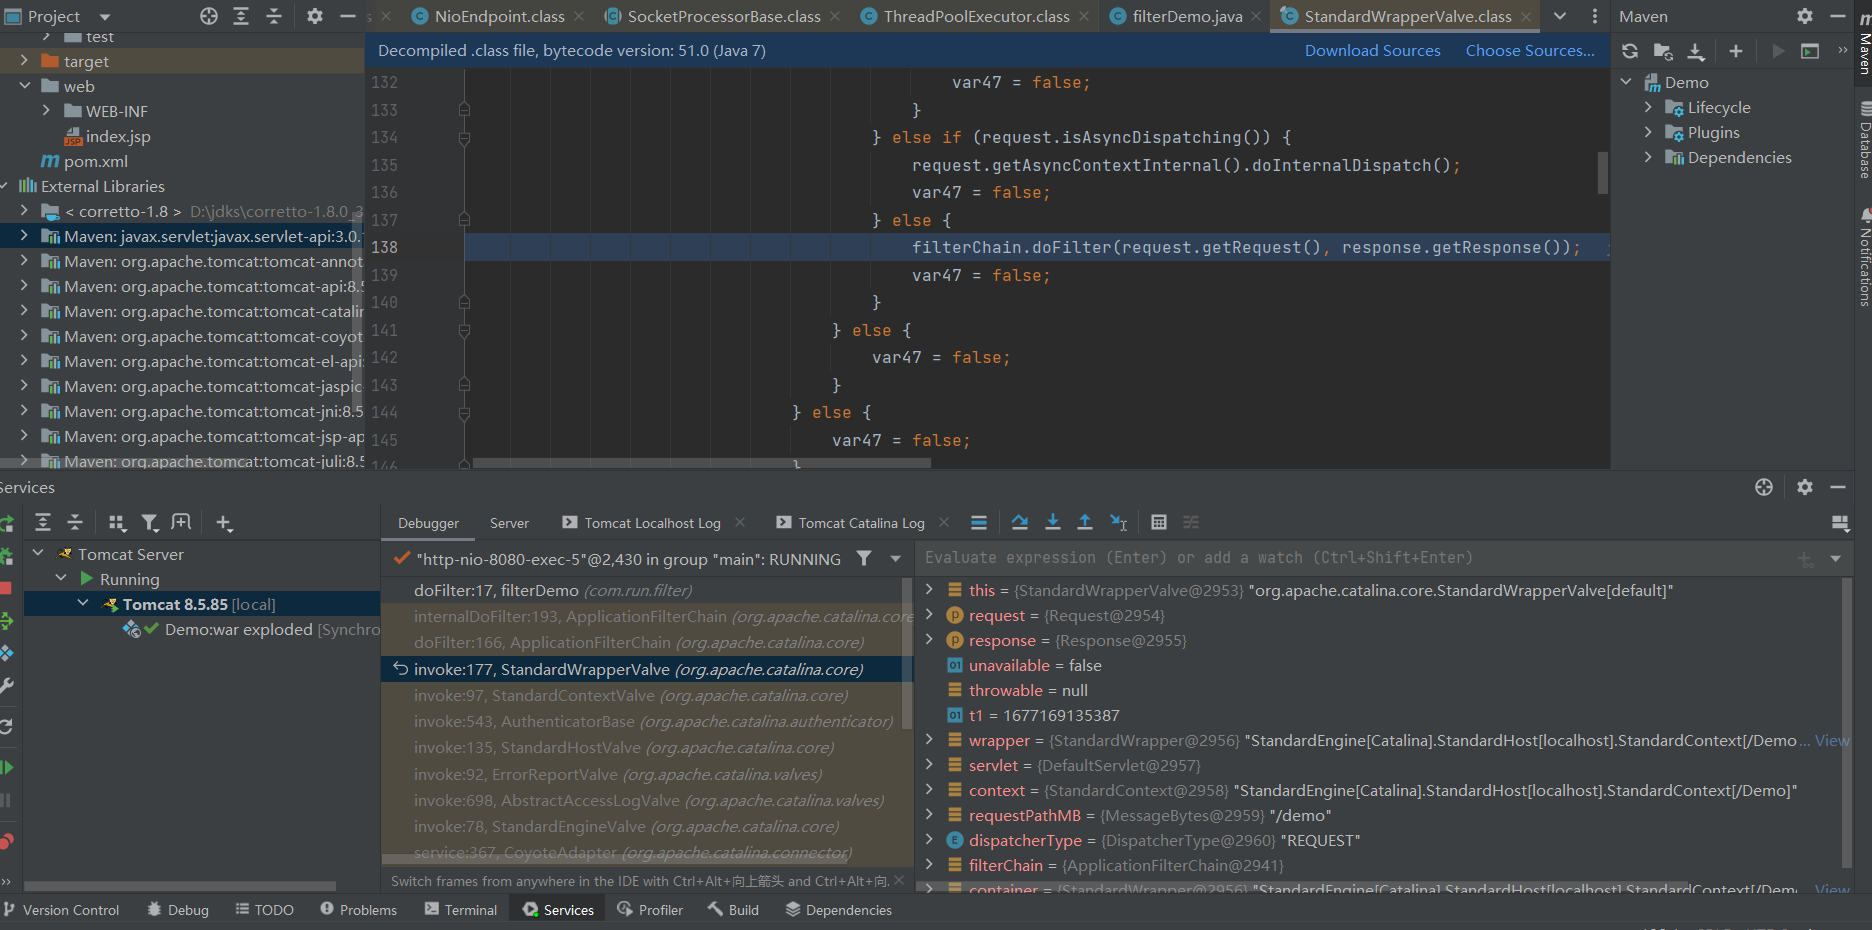 Project
s
NioEndpoint.class
SocketProcessorBase.class
ThreadPoolExecutor.class
filterDemo.java
StandardWrapperValve.class
Maven
test
target
web
WEB-INF
index.jsp
pom.xml
External Libraries
< corretto-1.8 > D:\jdks\corretto-1.8.0_3
Maven: javax.servlet:javax.servlet-api:3.0.
Maven: org.apache.tomcat:tomcat-annot
Maven: org.apache.tomcat:tomcat-api:8.5
Maven: org.apache.tomcat:tomcat-catalin
Maven: org.apache.tomcat:tomcat-coyot
Maven: org.apache.tomcat:tomcat-el-api:
Maven: org.apache.tomcat:tomcat-jaspic
Maven: org.apache.tomcat:tomcat-jni:8.5
Maven: org.apache.tomcat:tomcat-jsp-ap
Maven: org.apache.tomcat:tomcat-juli:8.5
Decompiled .class file, bytecode version: 51.0 (Java 7)
Download Sources
Choose Sources...
132 var47 = false;
133 }
134 } else if (request.isAsyncDispatching()) {
135 request.getAsyncContextInternal().doInternalDispatch();
136 var47 = false;
137 } else {
138 filterChain.doFilter(request.getRequest(), response.getResponse());
139 var47 = false;
140 }
141 } else {
142 var47 = false;
143 }
144 } else {
145 var47 = false;
146 }
Demo
Lifecycle
Plugins
Dependencies
Maven
Database
Notifications
Services
Tomcat Server
Running
Tomcat 8.5.85 [local]
Demo:war exploded [Synchro
Debugger
Server
Tomcat Localhost Log
Tomcat Catalina Log
"http-nio-8080-exec-5"@2,430 in group "main": RUNNING
doFilter:17, filterDemo (com.run.filter)
internalDoFilter:193, ApplicationFilterChain (org.apache.catalina.core
doFilter:166, ApplicationFilterChain (org.apache.catalina.core)
invoke:177, StandardWrapperValve (org.apache.catalina.core)
invoke:97, StandardContextValve (org.apache.catalina.core)
invoke:543, AuthenticatorBase (org.apache.catalina.authenticator)
invoke:135, StandardHostValve (org.apache.catalina.core)
invoke:92, ErrorReportValve (org.apache.catalina.valves)
invoke:698, AbstractAccessLogValve (org.apache.catalina.valves)
invoke:78, StandardEngineValve (org.apache.catalina.core)
service:367, CoyoteAdapter (org.apache.catalina.connector)
Switch frames from anywhere in the IDE with Ctrl+Alt+向上箭头 and Ctrl+Alt+向.
Evaluate expression (Enter) or add a watch (Ctrl+Shift+Enter)
this = {StandardWrapperValve@2953} "org.apache.catalina.core.StandardWrapperValve[default]"
request = {Request@2954}
response = {Response@2955}
unavailable = false
throwable = null
t1 = 1677169135387
wrapper = {StandardWrapper@2956} "StandardEngine[Catalina].StandardHost[localhost].StandardContext[/Demo ... View
servlet = {DefaultServlet@2957}
context = {StandardContext@2958} "StandardEngine[Catalina].StandardHost[localhost].StandardContext[/Demo]"
requestPathMB = {MessageBytes@2959} "/demo"
dispatcherType = {DispatcherType@2960} "REQUEST"
filterChain = {ApplicationFilterChain@2941}
container = {StandardWrapper@2956} "StandardEngine[Catalina].StandardHost[localhost].StandardContext[/Demo ... View
Version Control
Debug
TODO
Problems
Terminal
Services
Profiler
Build
Dependencies